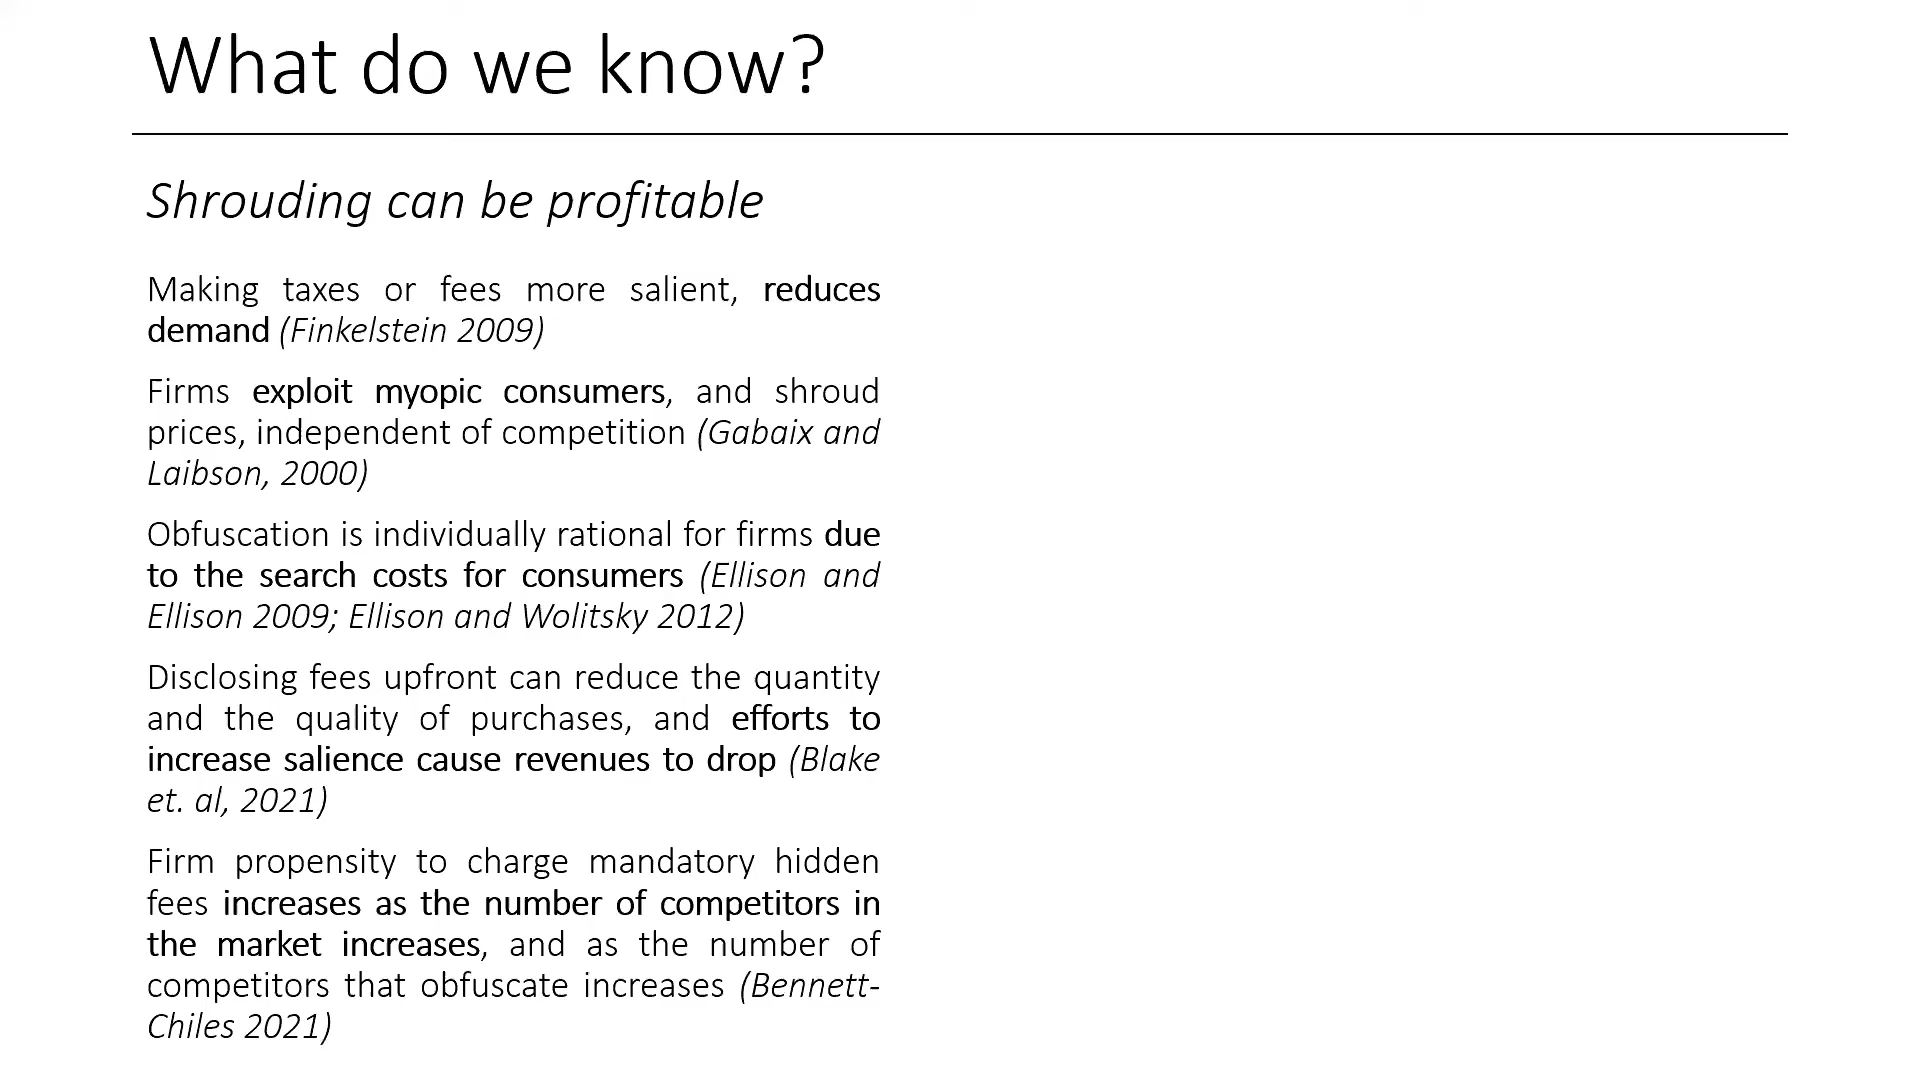 What do we know?
Shrouding can be profitable
Making taxes or fees more salient, reduces
demand (Finkelstein 2009)
Firms exploit myopic consumers, and shroud
prices, independent of competition (Gabaix and
Laibson, 2000)
Obfuscation is individually rational for firms due
to the search costs for consumers (Ellison and
Ellison 2009; Ellison and Wolitsky 2012)
Disclosing fees upfront can reduce the quantity
and the quality of purchases, and efforts to
increase salience cause revenues to drop (Blake
et. al, 2021)
Firm propensity to charge mandatory hidden
fees increases as the number of competitors in
the market increases, and as the number of
competitors that obfuscate increases (Bennett-
Chiles 2021)